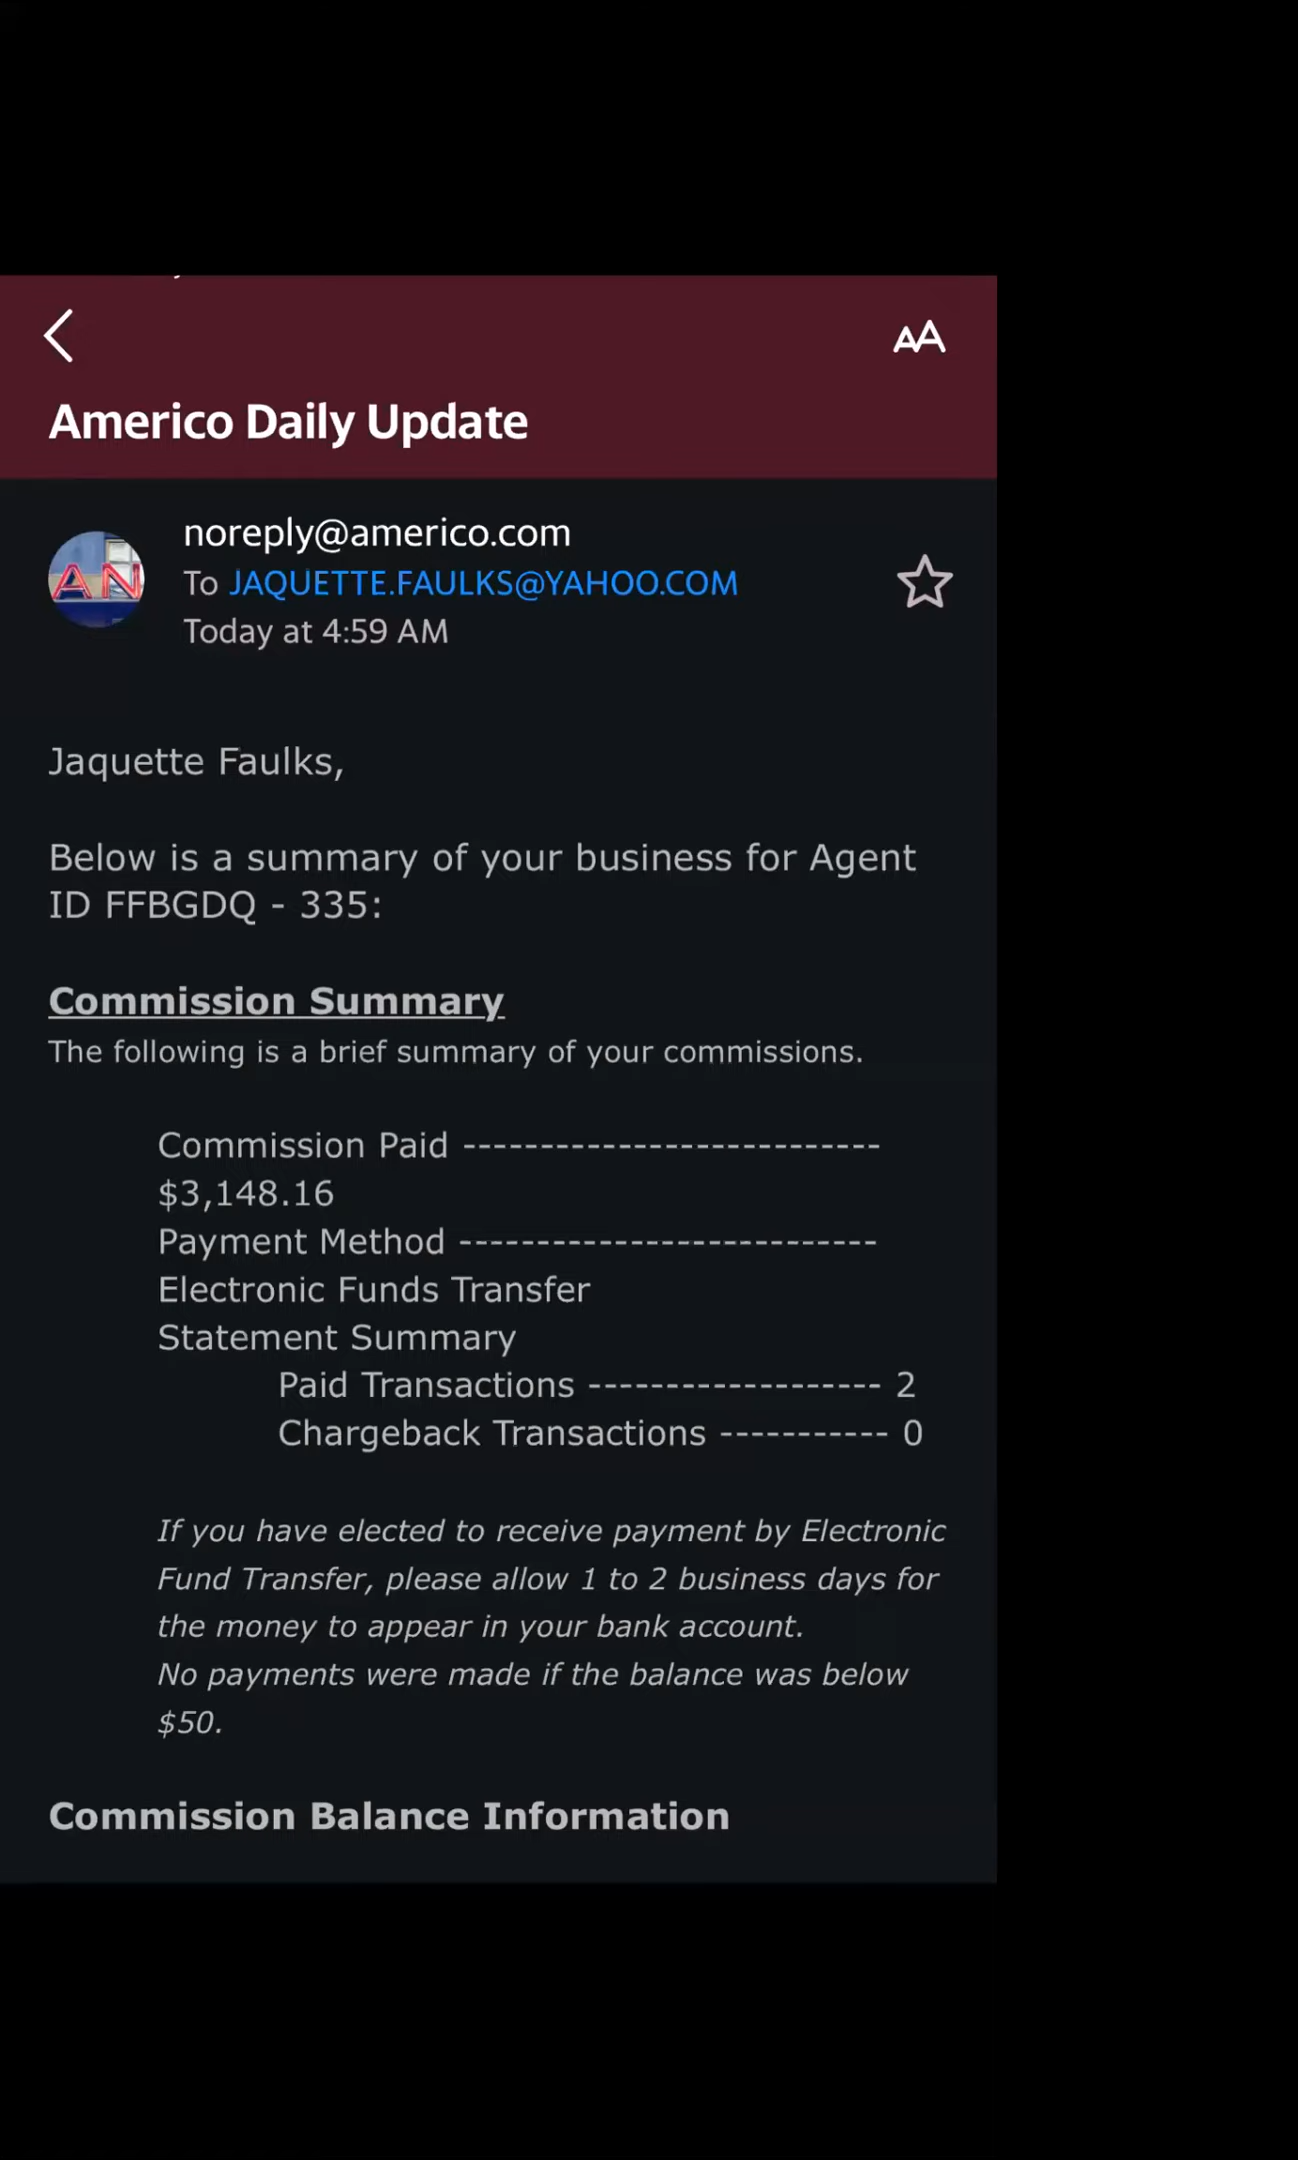 AA
Americo Daily Update
noreply@americo.com
AN
To JAQUETTE.FAULKS@YAHOO.COM
Today at 4:59 AM
Jaquette Faulks,
Below is a summary of your business for Agent
ID FFBGDQ - 335:
Commission Summary
The following is a brief summary of your commissions.
Commission Paid ---------------------------
$3,148.16
Payment Method ---------------------------
Electronic Funds Transfer
Statement Summary
Paid Transactions ------------------- 2
Chargeback Transactions ----------- 0
If you have elected to receive payment by Electronic
Fund Transfer, please allow 1 to 2 business days for
the money to appear in your bank account.
No payments were made if the balance was below
$50.
Commission Balance Information